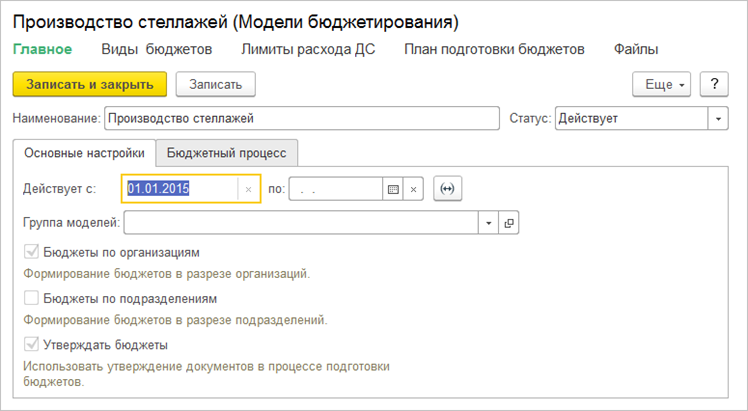 Производство стеллажей (Модели бюджетирования)
Главное Виды бюджетов Лимиты расхода ДС План подготовки бюджетов Файлы
Записать и закрыть Записать Еще ?
Наименование: Производство стеллажей Статус: Действует
Основные настройки Бюджетный процесс
Действует с: 01.01.2015 × по: . . ×
Группа моделей:
Бюджеты по организациям
Формирование бюджетов в разрезе организаций.
Бюджеты по подразделениям
Формирование бюджетов в разрезе подразделений.
Утверждать бюджеты
Использовать утверждение документов в процессе подготовки
бюджетов.